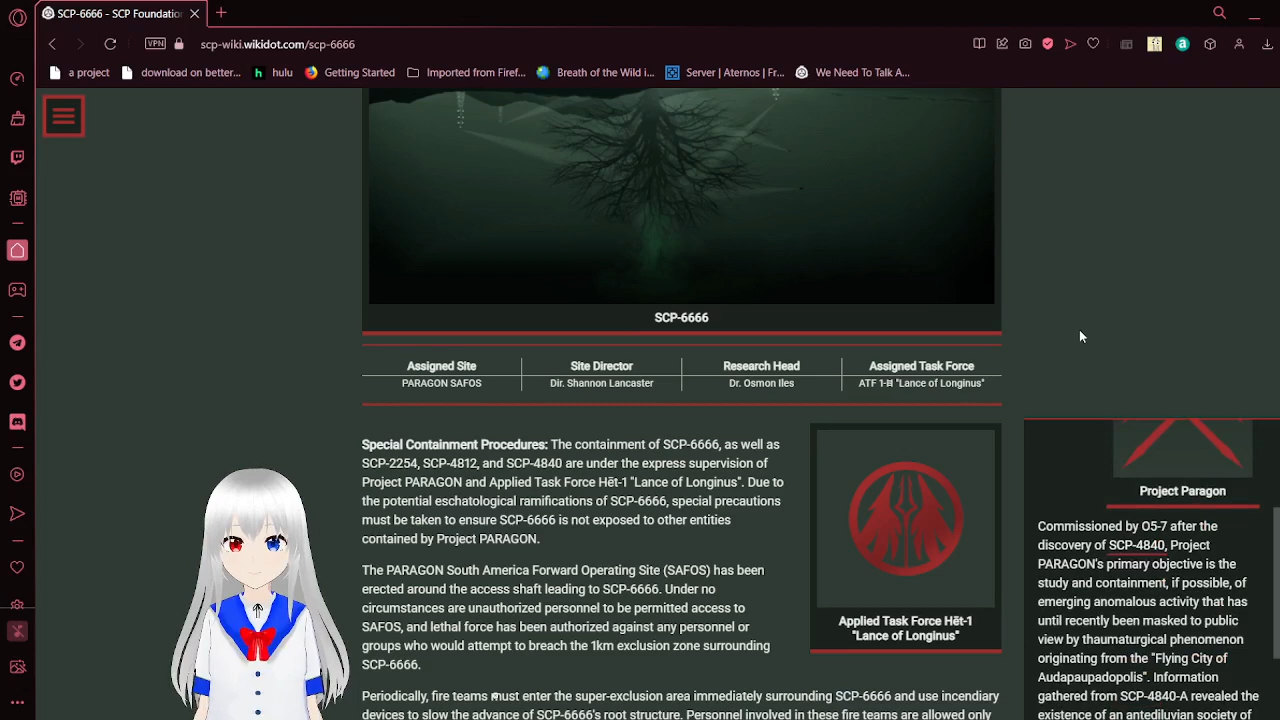 SCP-6666 - SCP Foundation
VPN
scp-wiki.wikidot.com/scp-6666
a project
download on better...
hulu
Getting Started
Imported from Firef...
Breath of the Wild i...
Server | Aternos | Fr...
We Need To Talk A...
SCP-6666
Assigned Site
Site Director
Research Head
Assigned Task Force
PARAGON SAFOS
Dir. Shannon Lancaster
Dr. Osmon Iles
ATF 1-ⲙ "Lance of Longinus"
Special Containment Procedures: The containment of SCP-6666, as well as
SCP-2254, SCP-4812, and SCP-4840 are under the express supervision of
Project PARAGON and Applied Task Force Hēt-1 "Lance of Longinus". Due to
the potential eschatological ramifications of SCP-6666, special precautions
must be taken to ensure SCP-6666 is not exposed to other entities
contained by Project PARAGON.
The PARAGON South America Forward Operating Site (SAFOS) has been
erected around the access shaft leading to SCP-6666. Under no
circumstances are unauthorized personnel to be permitted access to
SAFOS, and lethal force has been authorized against any personnel or
groups who would attempt to breach the 1km exclusion zone surrounding
SCP-6666.
Periodically, fire teams must enter the super-exclusion area immediately surrounding SCP-6666 and use incendiary
devices to slow the advance of SCP-6666's root structure. Personnel involved in these fire teams are allowed only
Applied Task Force Hēt-1
"Lance of Longinus"
Project Paragon
Commissioned by O5-7 after the
discovery of SCP-4840, Project
PARAGON's primary objective is the
study and containment, if possible, of
emerging anomalous activity that has
until recently been masked to public
view by thaumaturgical phenomenon
originating from the "Flying City of
Audapaupadopolis". Information
gathered from SCP-4840-A revealed the
existence of an antediluvian society of